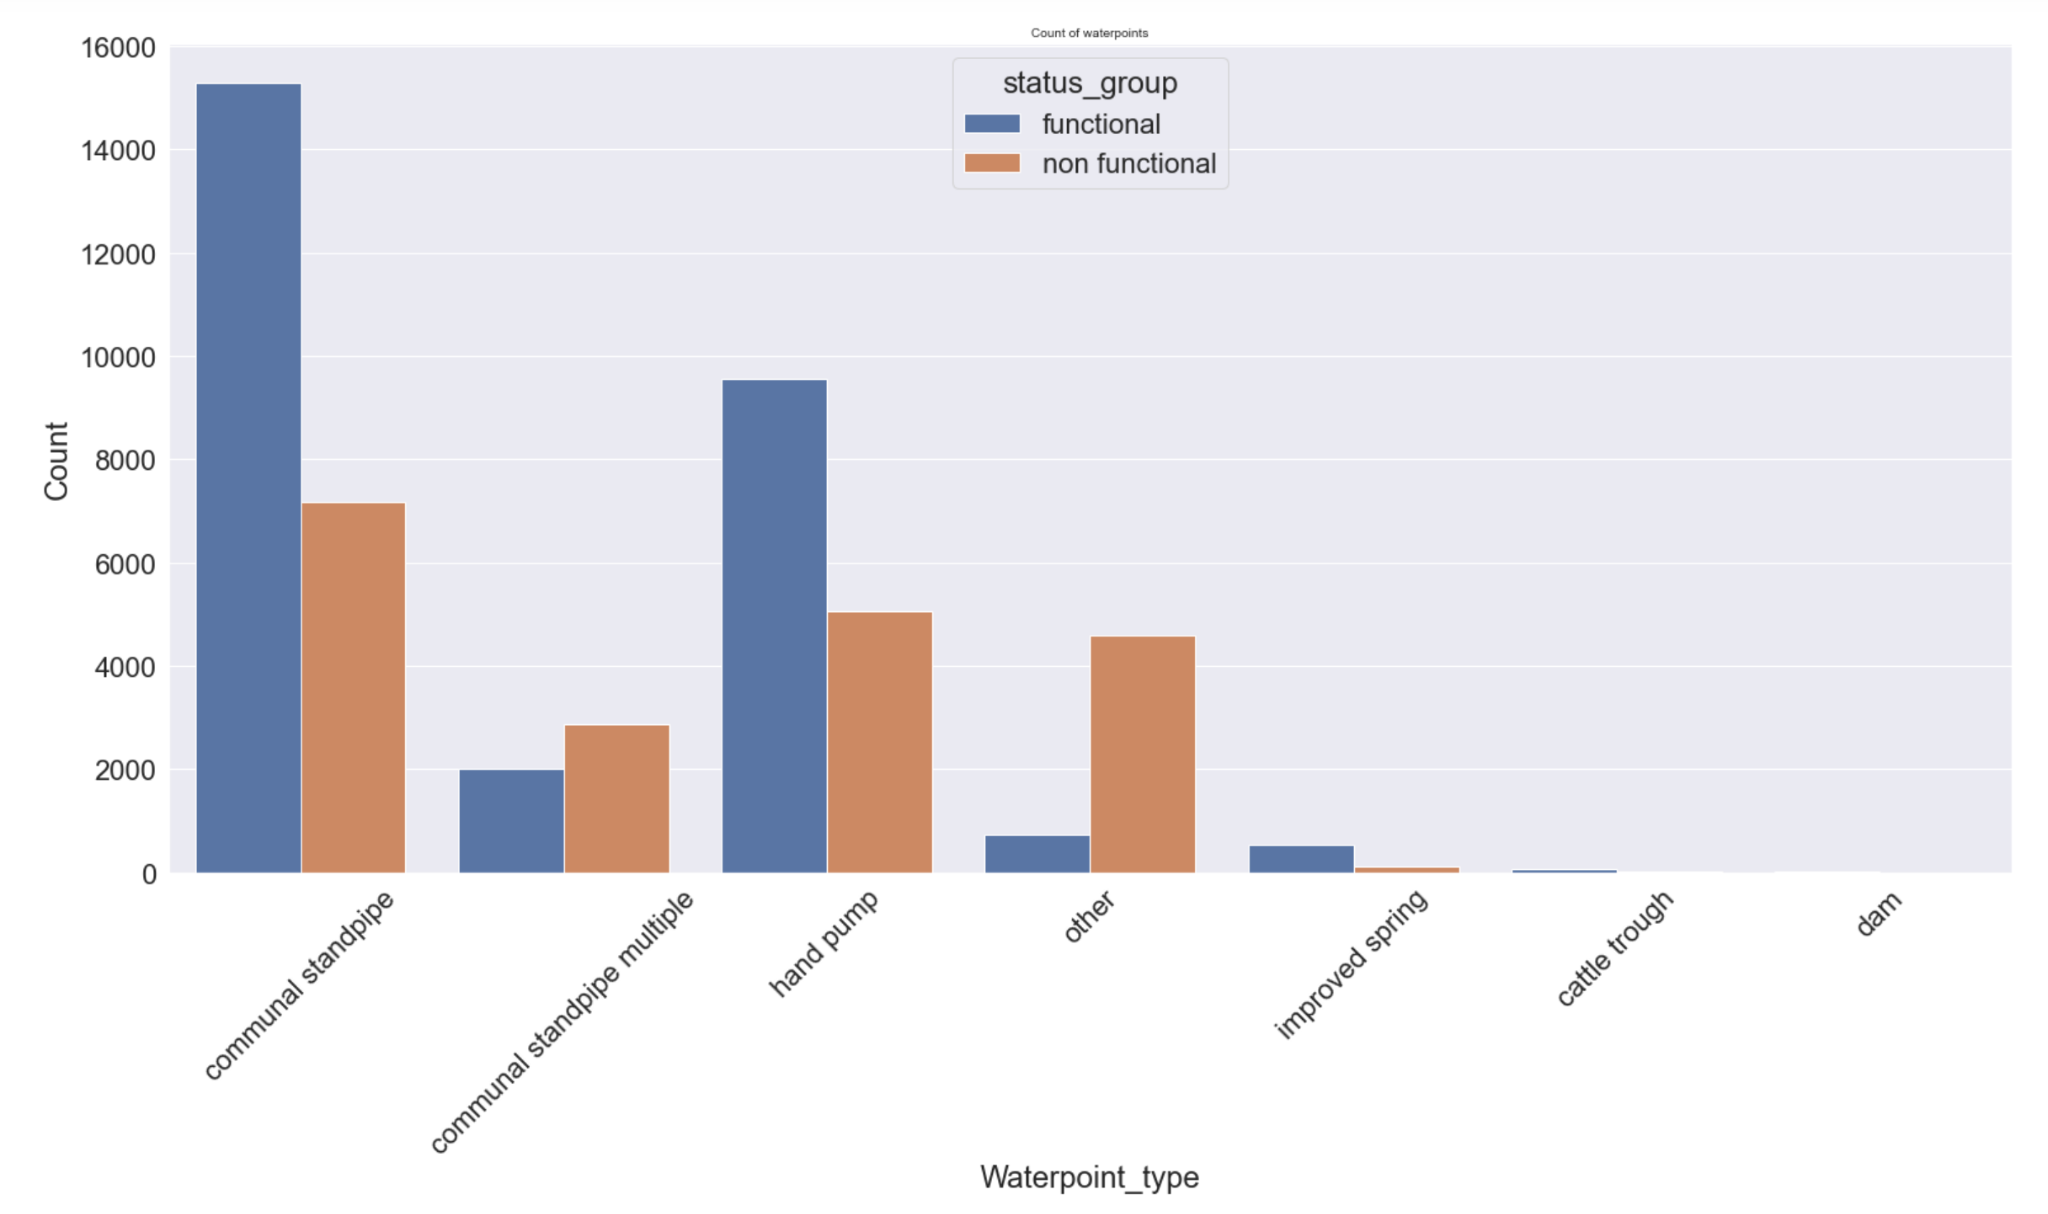 Count of waterpoints
status_group
functional
non functional
16000
14000
12000
10000
8000
6000
4000
2000
0
Count
communal standpipe
communal standpipe multiple
hand pump
other
improved spring
cattle trough
dam
Waterpoint_type